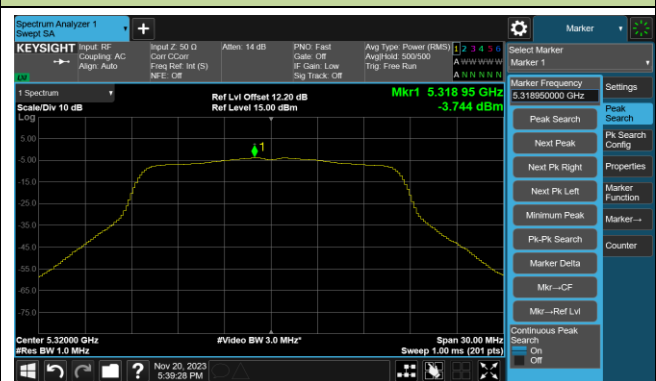 Spectrum Analyzer 1
Swept SA
Marker
KEYSIGHT
Input: RF
Coupling: AC
Align: Auto
Input Z: 50 Ω
Corr CCorr
Freq Ref: Int (S)
NFE: Off
Atten: 14 dB
PNO: Fast
Gate: Off
IF Gain: Low
Sig Track: Off
Avg Type: Power (RMS)
Avg|Hold: 500/500
Trig: Free Run
1 2 3 4 5 6
A W W W W W
A N N N N N
Select Marker
Marker 1
1 Spectrum
Scale/Div 10 dB
Log
Ref Lvl Offset 12.20 dB
Ref Level 15.00 dBm
Mkr1 5.318 95 GHz
-3.744 dBm
Marker Frequency
5.318950000 GHz
Peak Search
Next Peak
Next Pk Right
Next Pk Left
Minimum Peak
Pk-Pk Search
Marker Delta
Mkr→CF
Mkr→Ref Lvl
Continuous Peak
Search
On
Off
Settings
Peak
Search
Pk Search
Config
Properties
Marker
Function
Marker→
Counter
5.00
-5.00
-15.0
-25.0
-35.0
-45.0
-55.0
-65.0
-75.0
1
Center 5.32000 GHz
#Res BW 1.0 MHz
#Video BW 3.0 MHz*
Span 30.00 MHz
Sweep 1.00 ms (201 pts)
Nov 20, 2023
5:39:28 PM